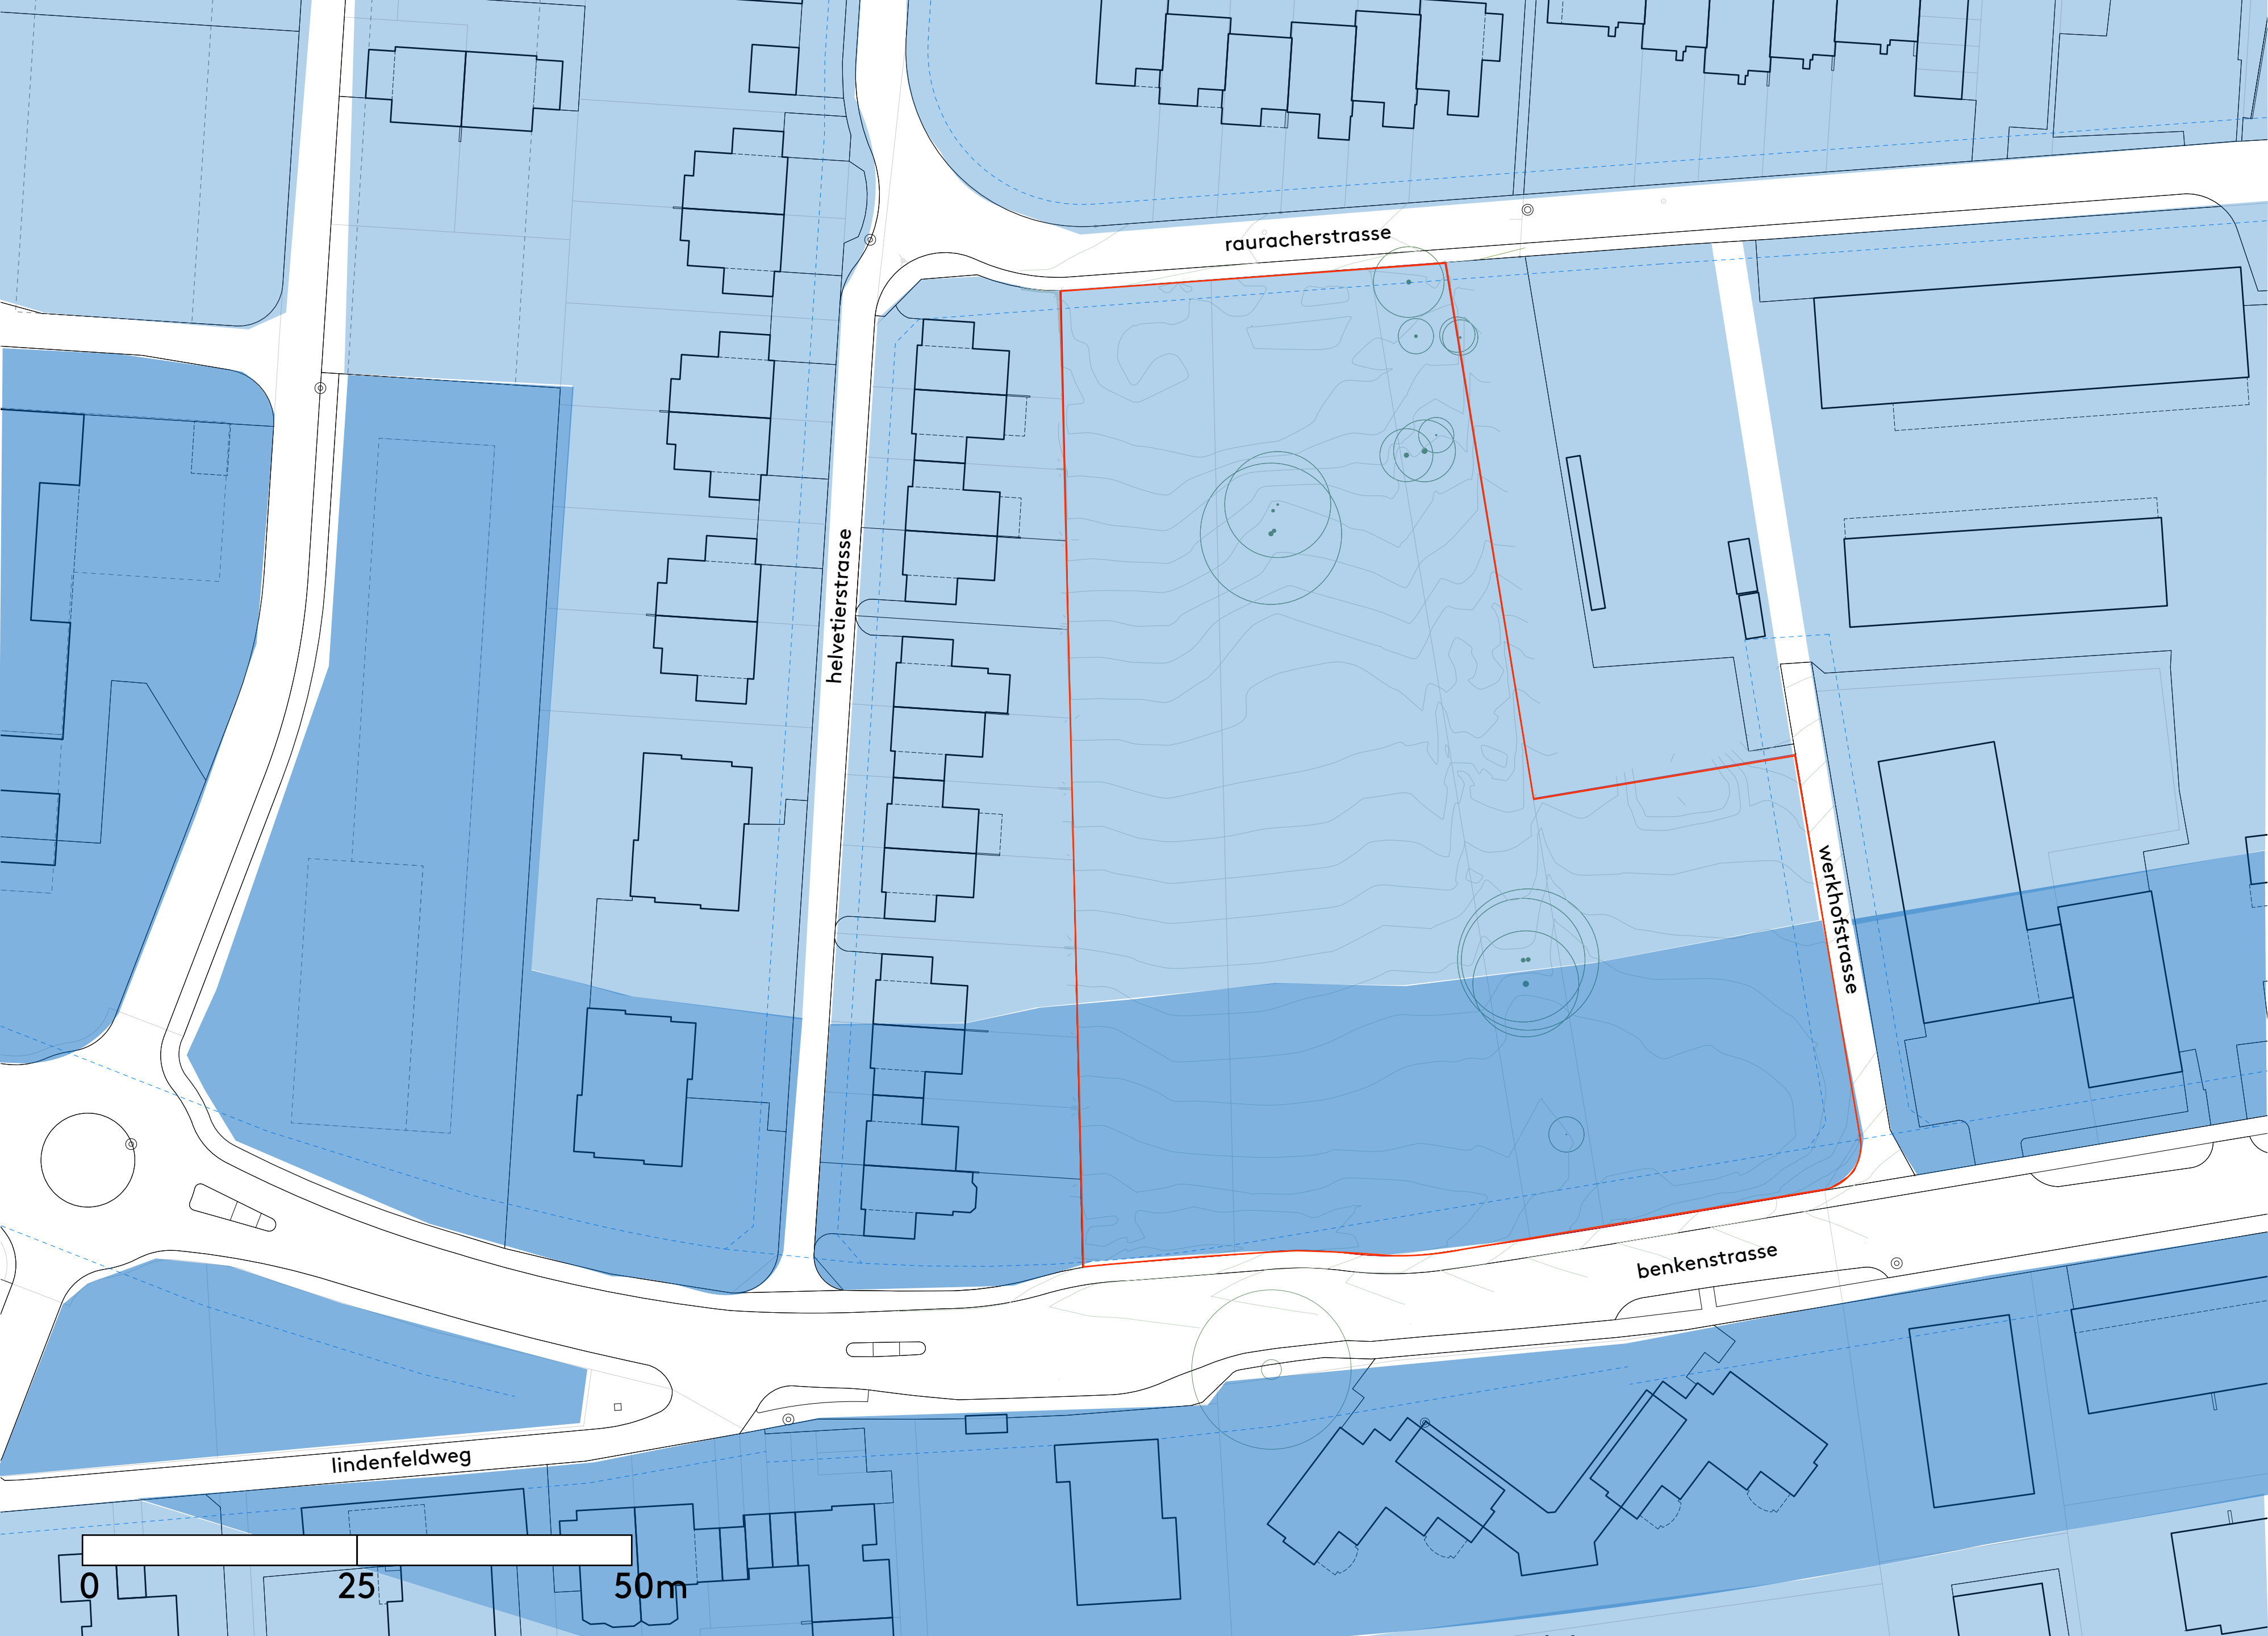 rauracherstrasse
helvetierstrasse
werkhofstrasse
benkenstrasse
lindenfeldweg
0 25 50m